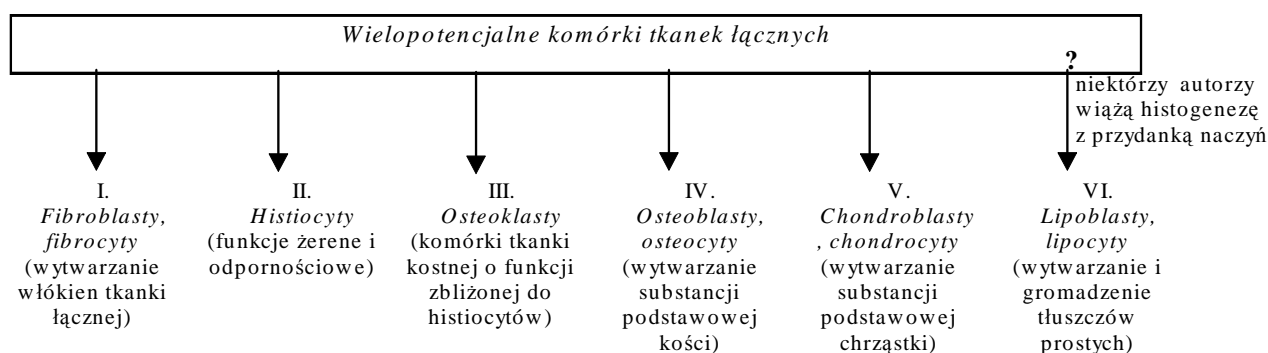 Wielopotencjalne komórki tkanek łącznych
?
niektórzy autorzy
wiążą histogenezę
z przydanką naczyń
I.
Fibroblasty,
fibrocyty
(wytwarzanie
włókien tkanki
łącznej)
II.
Histiocyty
(funkcje żerene i
odpornościowe)
III.
Osteoklasty
(komórki tkanki
kostnej o funkcji
zbliżonej do
histiocytów)
IV.
Osteoblasty,
osteocyty
(wytwarzanie
substancji
podstawowej
kości)
V.
Chondroblasty
, chondrocyty
(wytwarzanie
substancji
podstawowej
chrząstki)
VI.
Lipoblasty,
lipocyty
(wytwarzanie i
gromadzenie
tłuszczów
prostych)